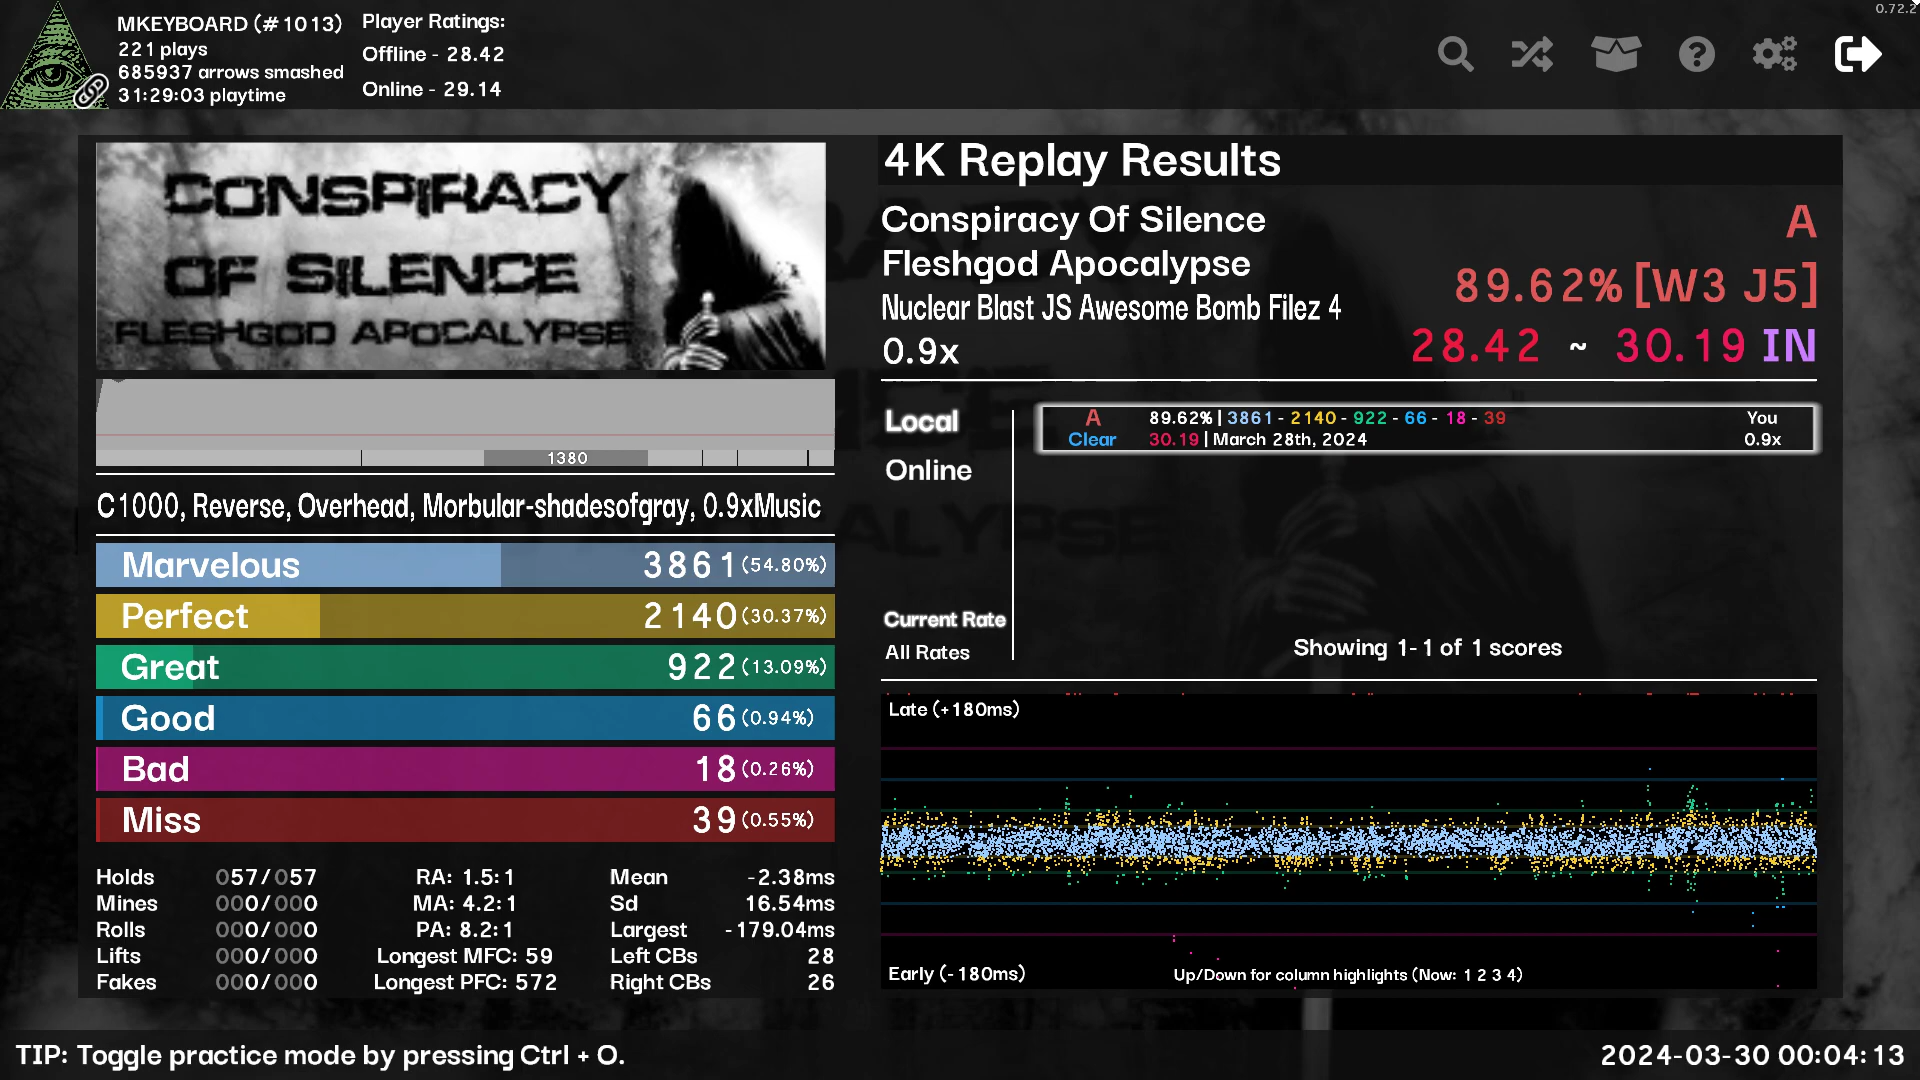 MKEYBOARD (#1013)
221 plays
685937 arrows smashed
31:29:03 playtime
Player Ratings:
Offline - 28.42
Online - 29.14
0.72.2
CONSPIRACY
OF SILENCE
FLESHGOD APOCALYPSE
1380
C1000, Reverse, Overhead, Morbular-shadesofgray, 0.9xMusic
Marvelous 3861(54.80%)
Perfect 2140(30.37%)
Great 922(13.09%)
Good 66(0.94%)
Bad 18(0.26%)
Miss 39(0.55%)
Holds 057/057
Mines 000/000
Rolls 000/000
Lifts 000/000
Fakes 000/000
RA: 1.5:1
MA: 4.2:1
PA: 8.2:1
Longest MFC: 59
Longest PFC: 572
Mean -2.38ms
Sd 16.54ms
Largest -179.04ms
Left CBs 28
Right CBs 26
4K Replay Results
Conspiracy Of Silence
Fleshgod Apocalypse
Nuclear Blast JS Awesome Bomb Filez 4
0.9x
A
89.62% [W3 J5]
28.42 ~ 30.19 IN
Local
Online
Current Rate
All Rates
A 89.62% | 3861 - 2140 - 922 - 66 - 18 - 39 You
Clear 30.19 | March 28th, 2024 0.9x
Showing 1-1 of 1 scores
Late (+180ms)
Early (-180ms)
Up/Down for column highlights (Now: 1 2 3 4)
TIP: Toggle practice mode by pressing Ctrl + O.
2024-03-30 00:04:13